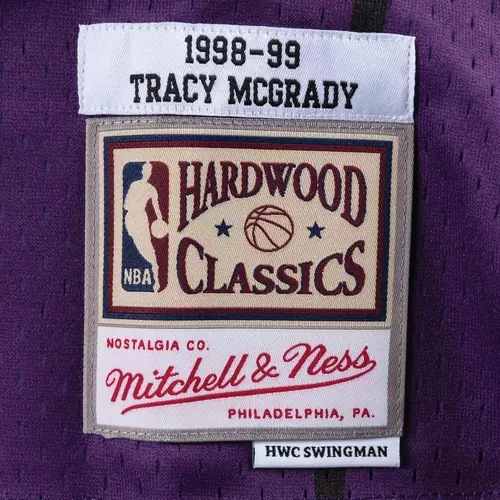 1998-99
TRACY MCGRADY
HARDWOOD
CLASSICS
NBA
NOSTALGIA CO.
Mitchell & Ness
PHILADELPHIA, PA.
HWC SWINGMAN